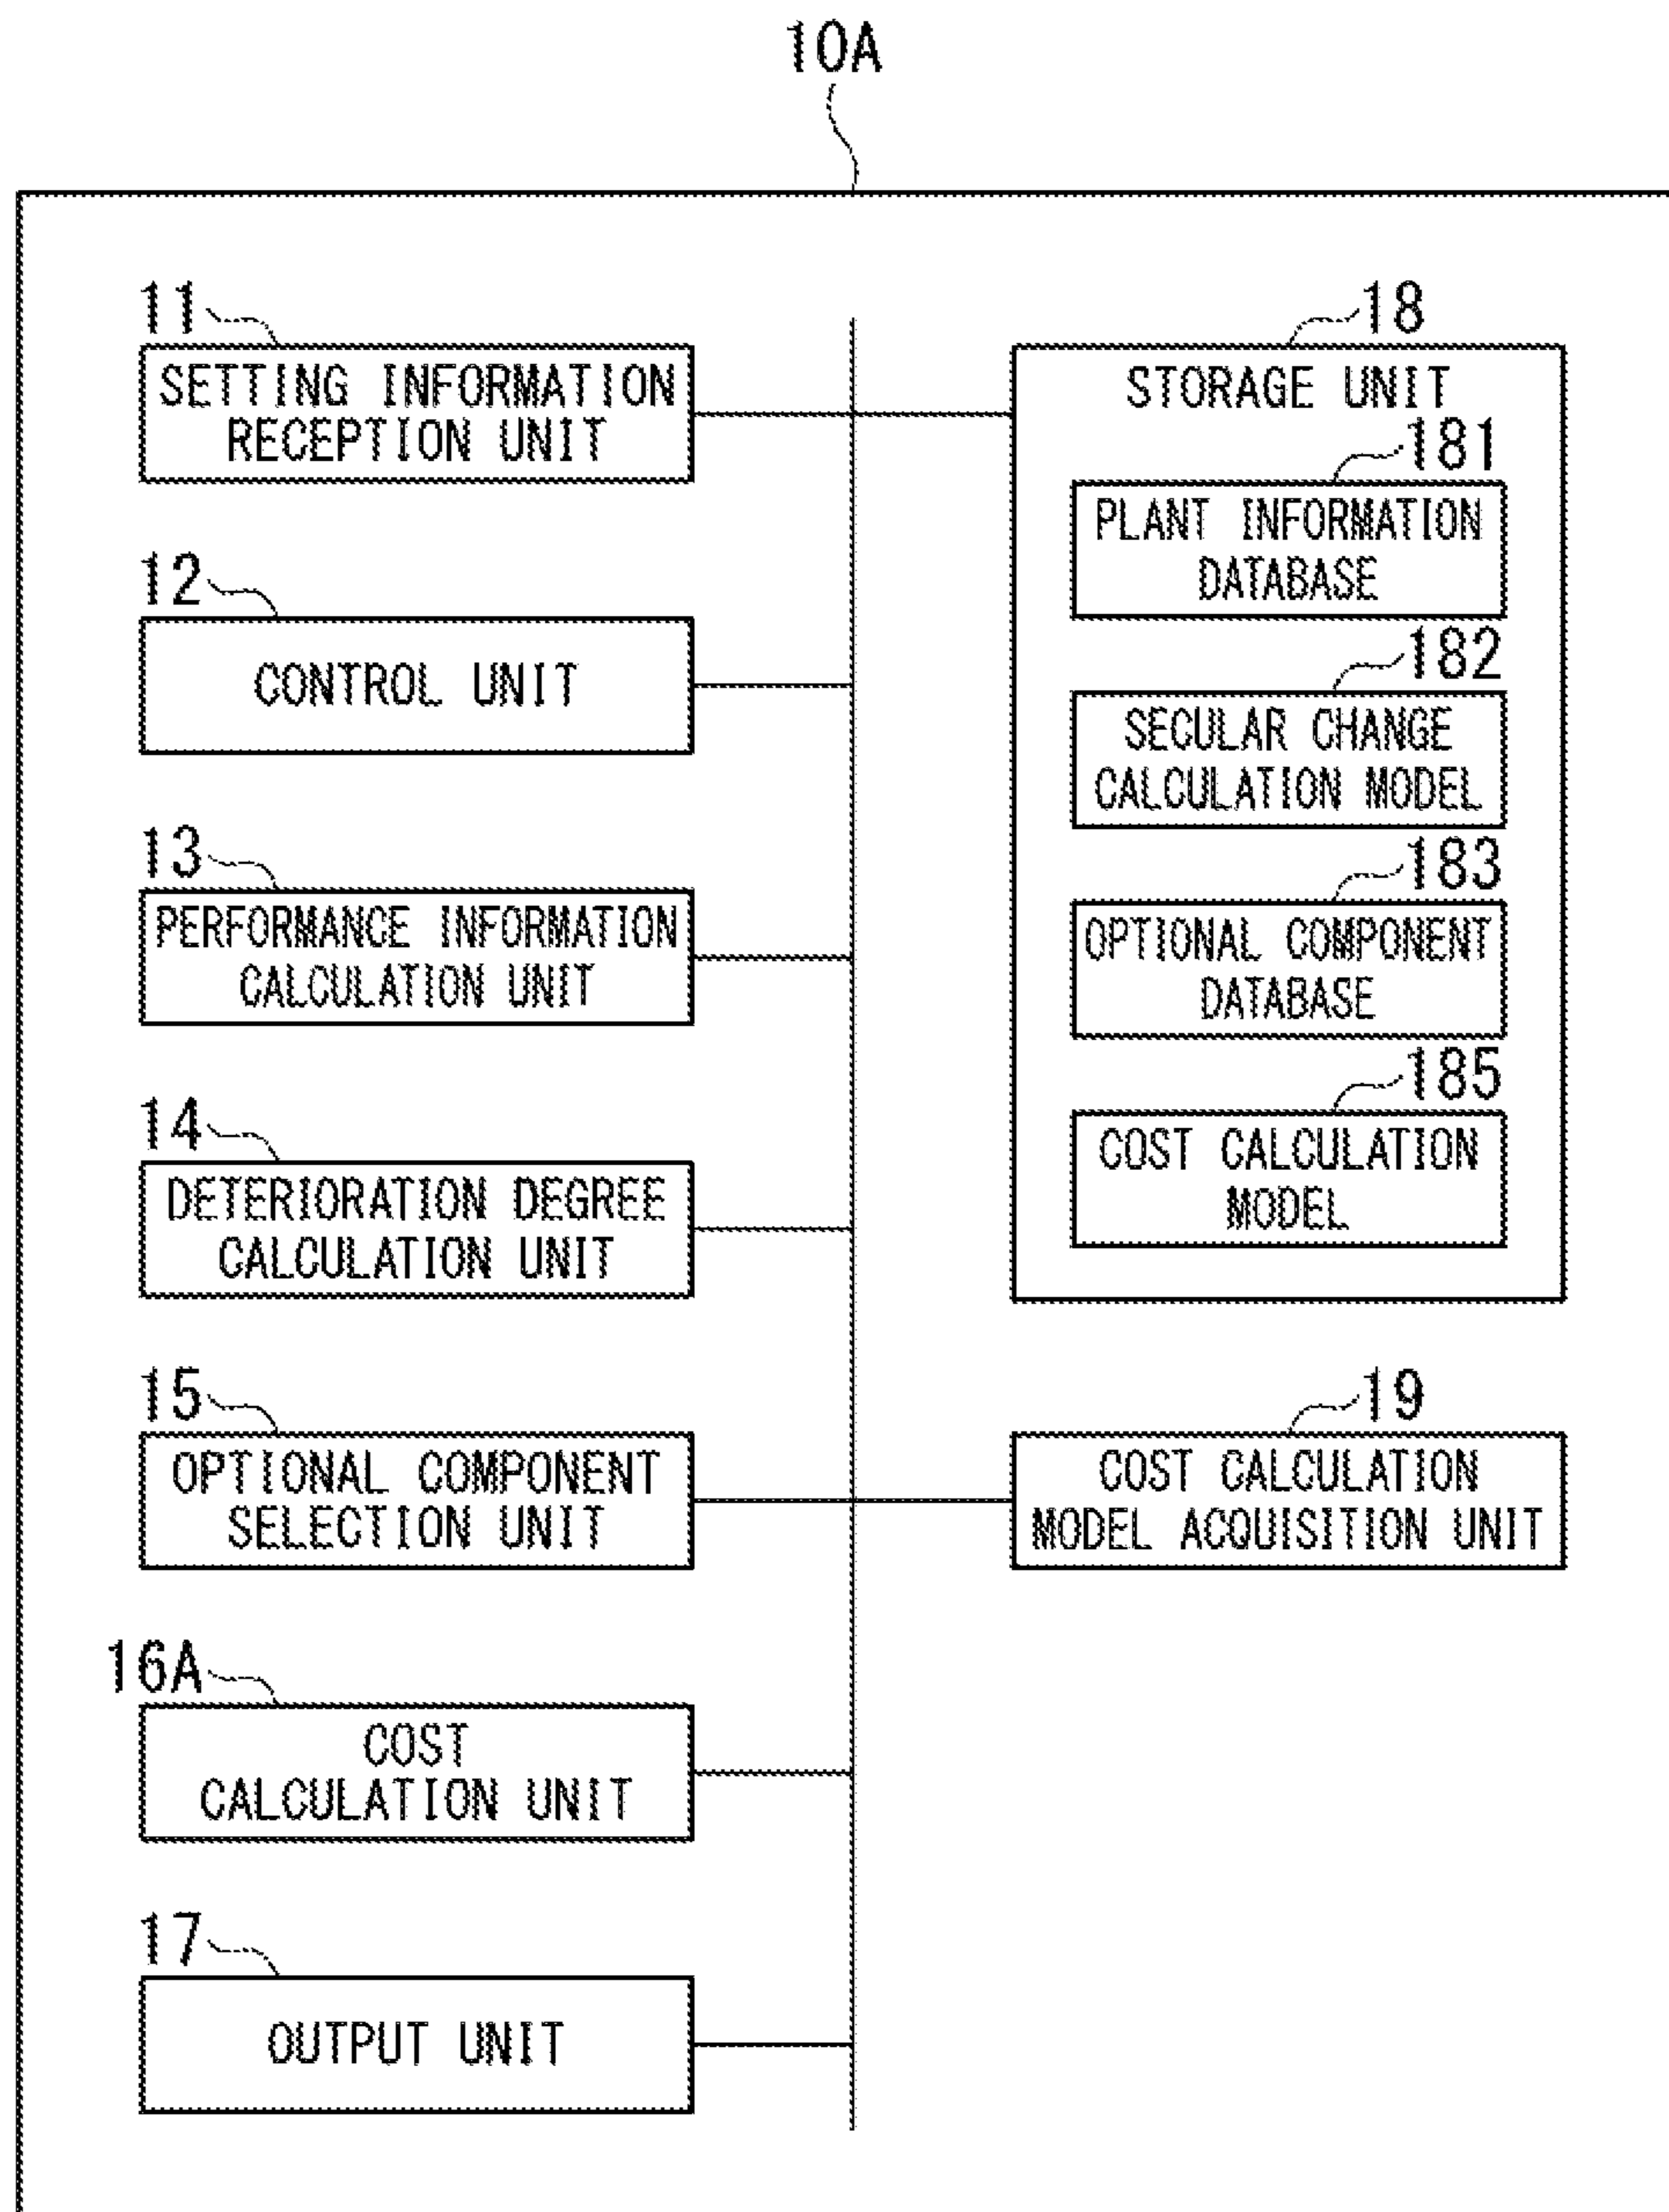 10A
11
SETTING INFORMATION
RECEPTION UNIT
12
CONTROL UNIT
13
PERFORMANCE INFORMATION
CALCULATION UNIT
14
DETERIORATION DEGREE
CALCULATION UNIT
15
OPTIONAL COMPONENT
SELECTION UNIT
16A
COST
CALCULATION UNIT
17
OUTPUT UNIT
18
STORAGE UNIT
181
PLANT INFORMATION
DATABASE
182
SECULAR CHANGE
CALCULATION MODEL
183
OPTIONAL COMPONENT
DATABASE
185
COST CALCULATION
MODEL
19
COST CALCULATION
MODEL ACQUISITION UNIT